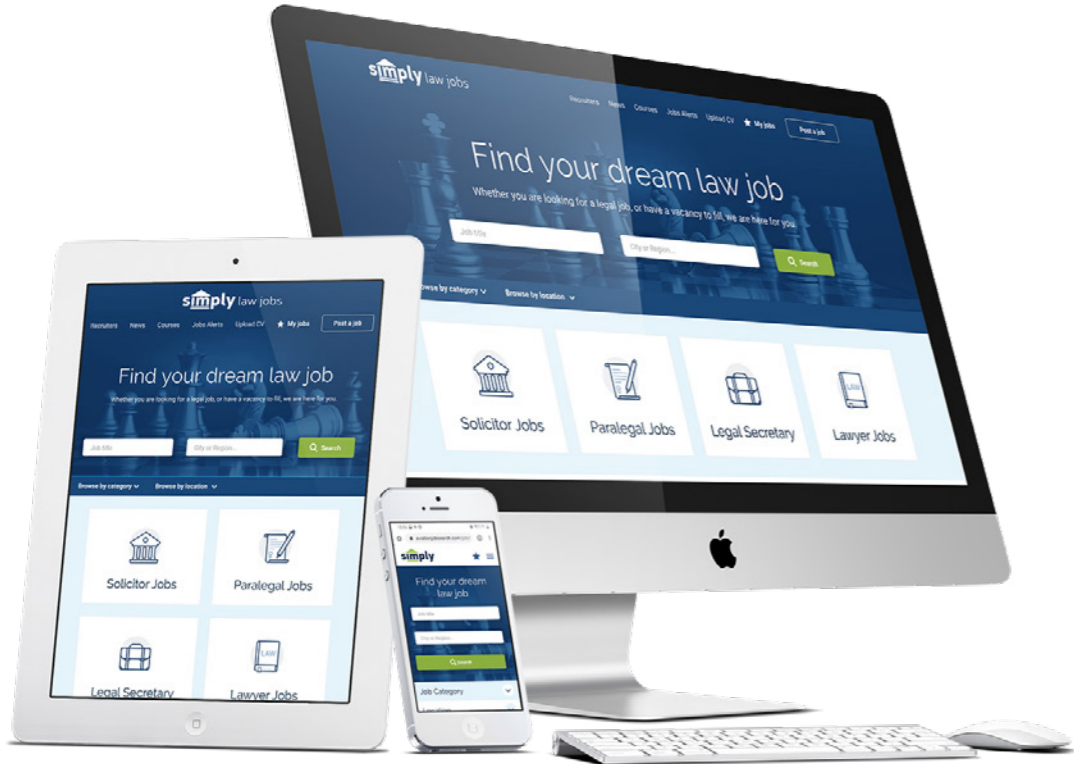 simply law jobs
Recruiters News Courses Jobs Alerts Upload CV My jobs Post a job
Find your dream law job
Whether you are looking for a legal job, or have a vacancy to fill, we are here for you.
Job title
City or Region...
Search
Browse by category
Browse by location
Solicitor Jobs
Paralegal Jobs
Legal Secretary
LAW
Lawyer Jobs
simply law jobs
Recruiters News Courses Jobs Alerts Upload CV My jobs Post a job
Find your dream law job
Whether you are looking for a legal job, or have a vacancy to fill, we are here for you.
Job title
City or Region...
Search
Browse by category
Browse by location
Solicitor Jobs
Paralegal Jobs
Legal Secretary
LAW
Lawyer Jobs
simply
Find your dream
law job
Job title
City or Region...
Search
Job Category